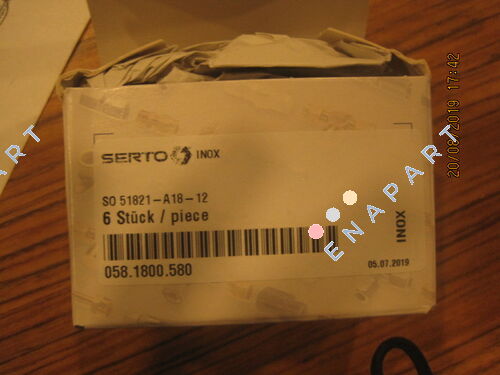 SERTO INOX
SO 51821-A18-12
6 Stück / piece
058.1800.580
INOX
05.07.2019
20/08/2019 17:42
ENAPART
ENAPART